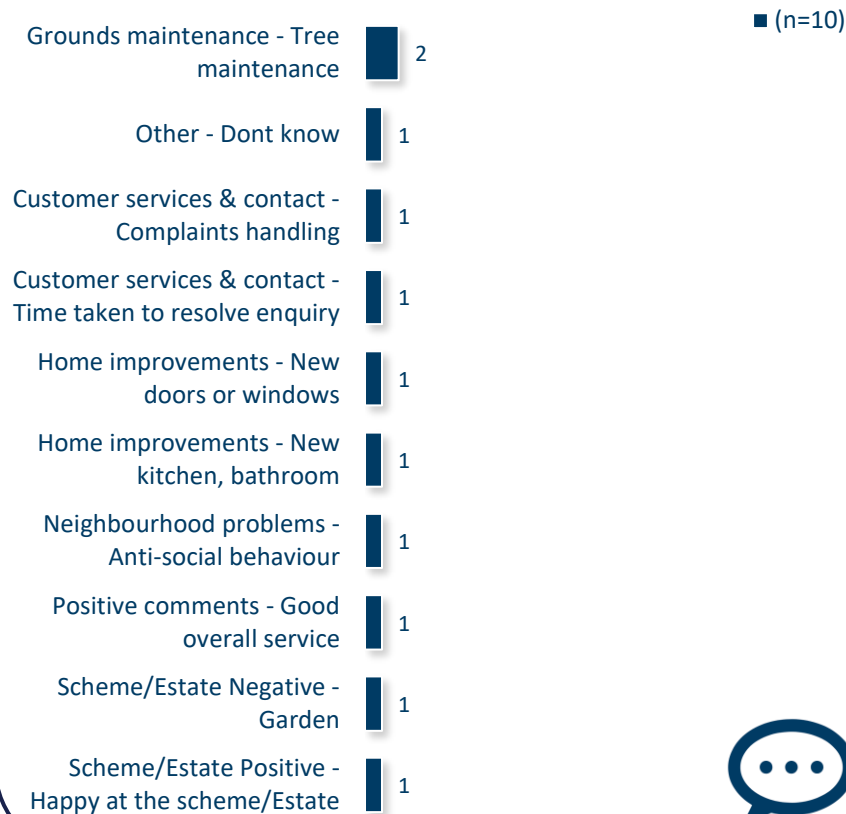 (n=10)
Grounds maintenance - Tree
maintenance
2
Other - Dont know
1
Customer services & contact -
Complaints handling
1
Customer services & contact -
Time taken to resolve enquiry
1
Home improvements - New
doors or windows
1
Home improvements - New
kitchen, bathroom
1
Neighbourhood problems -
Anti-social behaviour
1
Positive comments - Good
overall service
1
Scheme/Estate Negative -
Garden
1
Scheme/Estate Positive -
Happy at the scheme/Estate
1